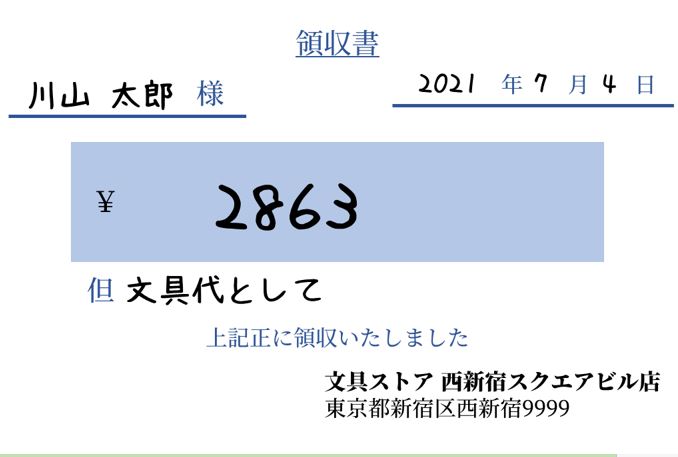 領収書
川山 太郎 様
2021 年 7 月 4 日
¥ 2863
但 文具代として
上記正に領収いたしました
文具ストア 西新宿スクエアビル店
東京都新宿区西新宿9999